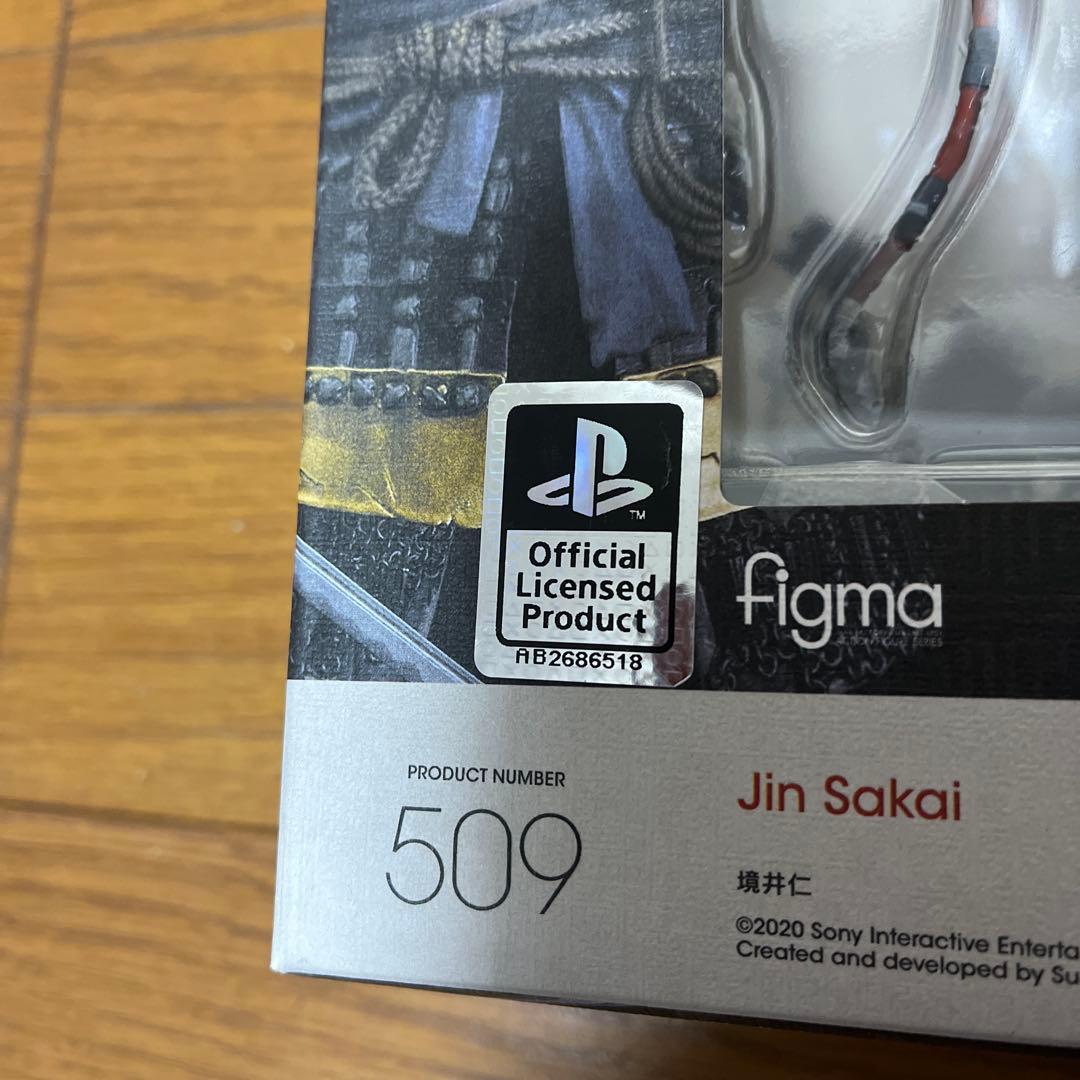 TM
Official
Licensed
Product
AB2686518
figma
PRODUCT NUMBER
509
Jin Sakai
境井仁
©2020 Sony Interactive Enterta
Created and developed by Su